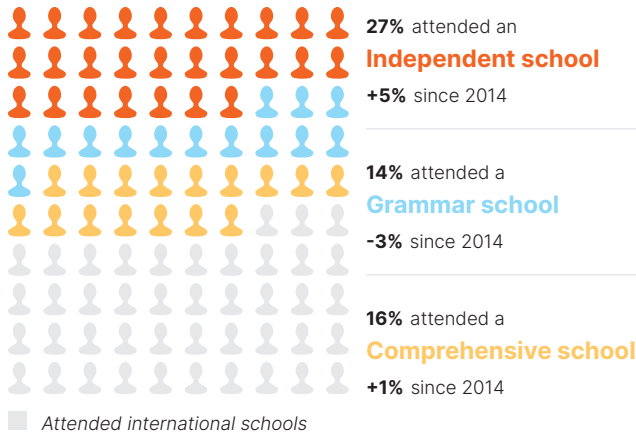 27% attended an
Independent school
+5% since 2014
14% attended a
Grammar school
-3% since 2014
16% attended a
Comprehensive school
+1% since 2014
Attended international schools